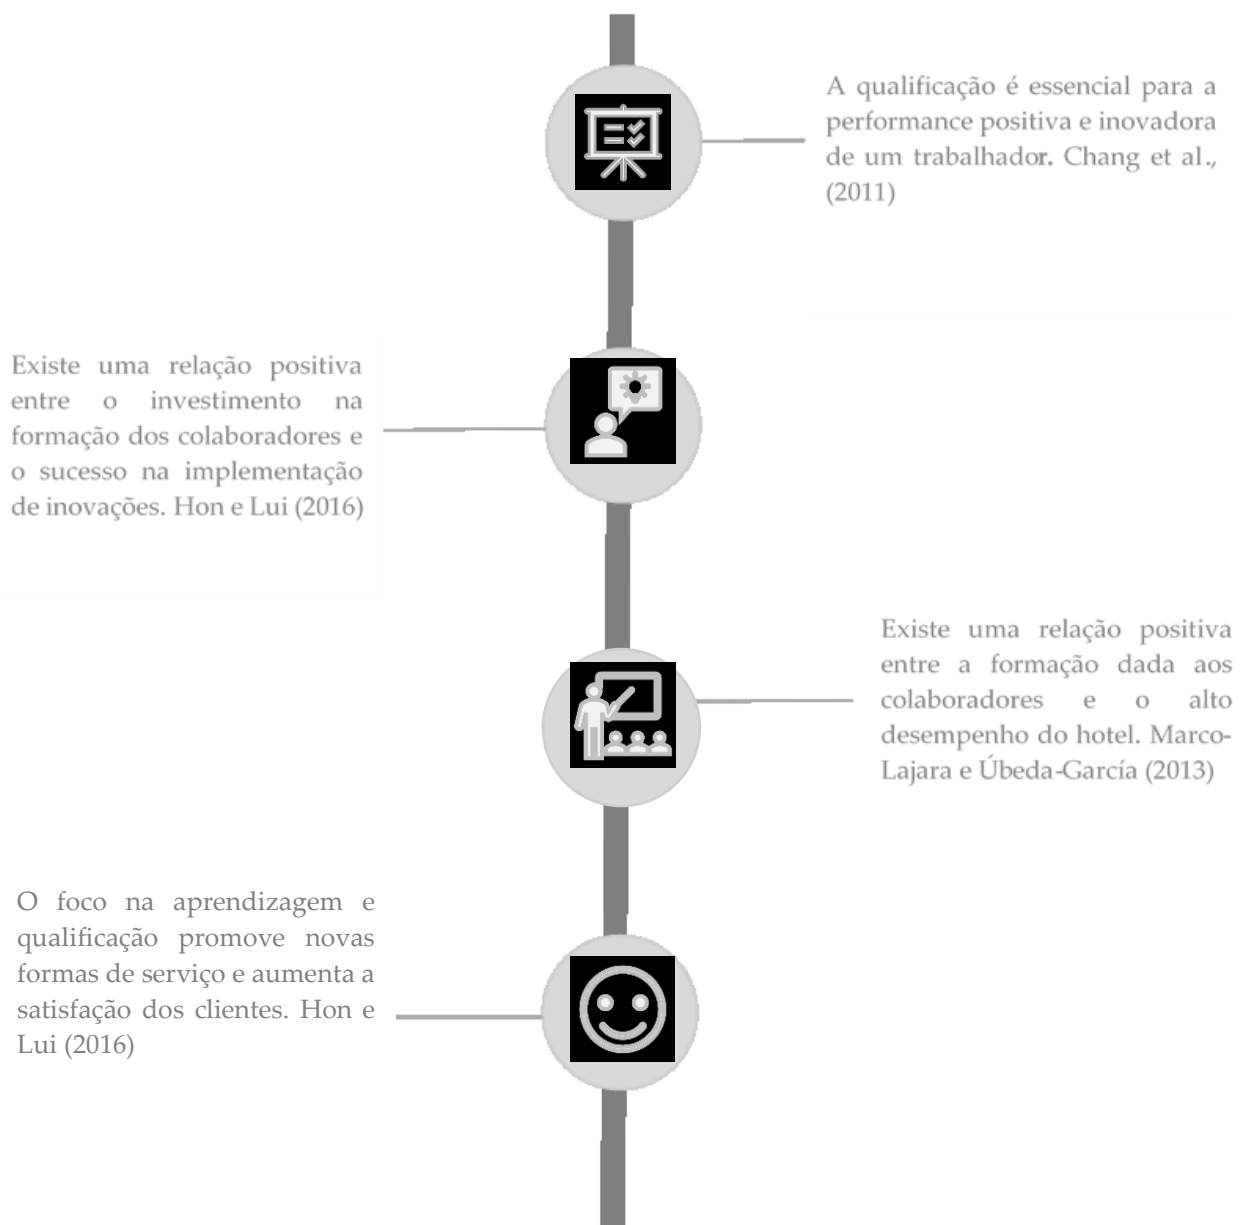 A qualificação é essencial para a
performance positiva e inovadora
de um trabalhador. Chang et al.,
(2011)
Existe uma relação positiva
entre o investimento na
formação dos colaboradores e
o sucesso na implementação
de inovações. Hon e Lui (2016)
Existe uma relação positiva
entre a formação dada aos
colaboradores e o alto
desempenho do hotel. Marco-
Lajara e Úbeda-García (2013)
O foco na aprendizagem e
qualificação promove novas
formas de serviço e aumenta a
satisfação dos clientes. Hon e
Lui (2016)